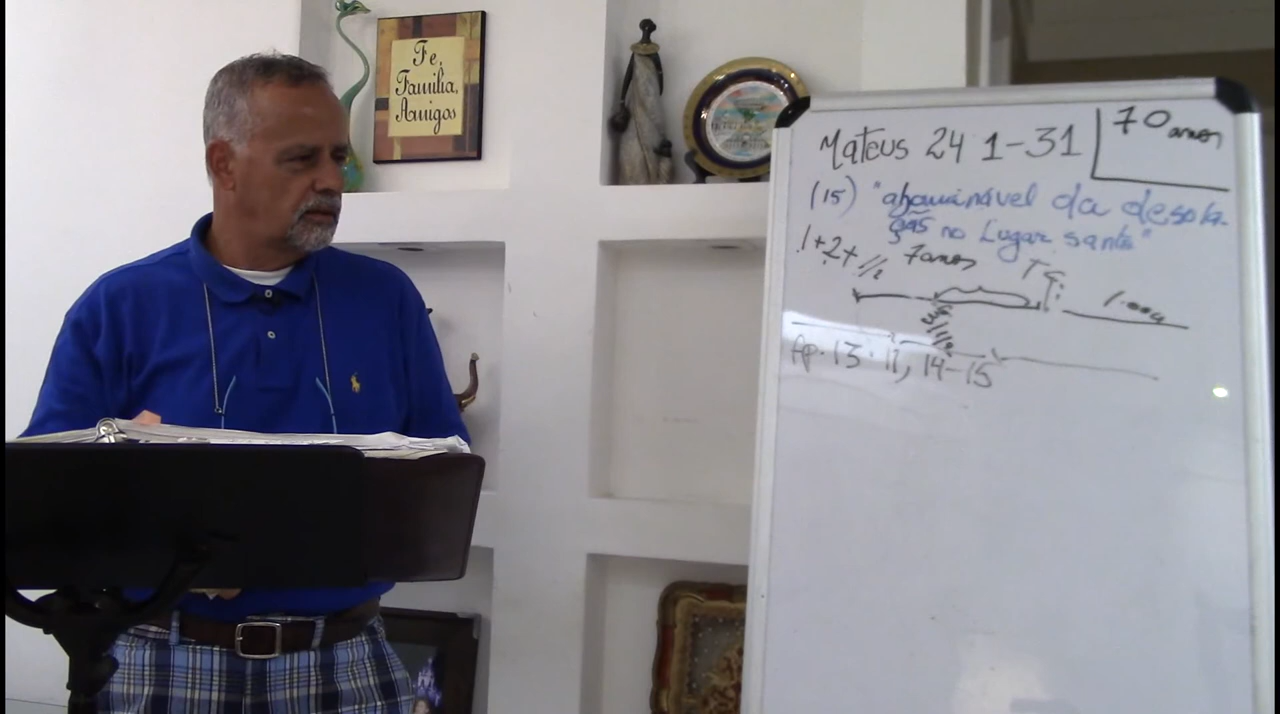 Fe,
Família,
Amigos
Mateus 24 1-31
70 anos
(15) "abominável da desola-
ção no Lugar santo"
1+2+1/2 7 anos
1.000
Ap. 13:11, 14-15